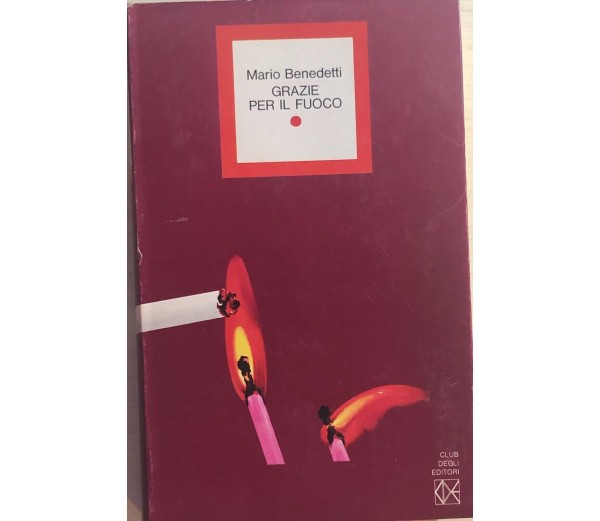 Mario Benedetti
GRAZIE
PER IL FUOCO
CLUB
DEGLI
EDITORI